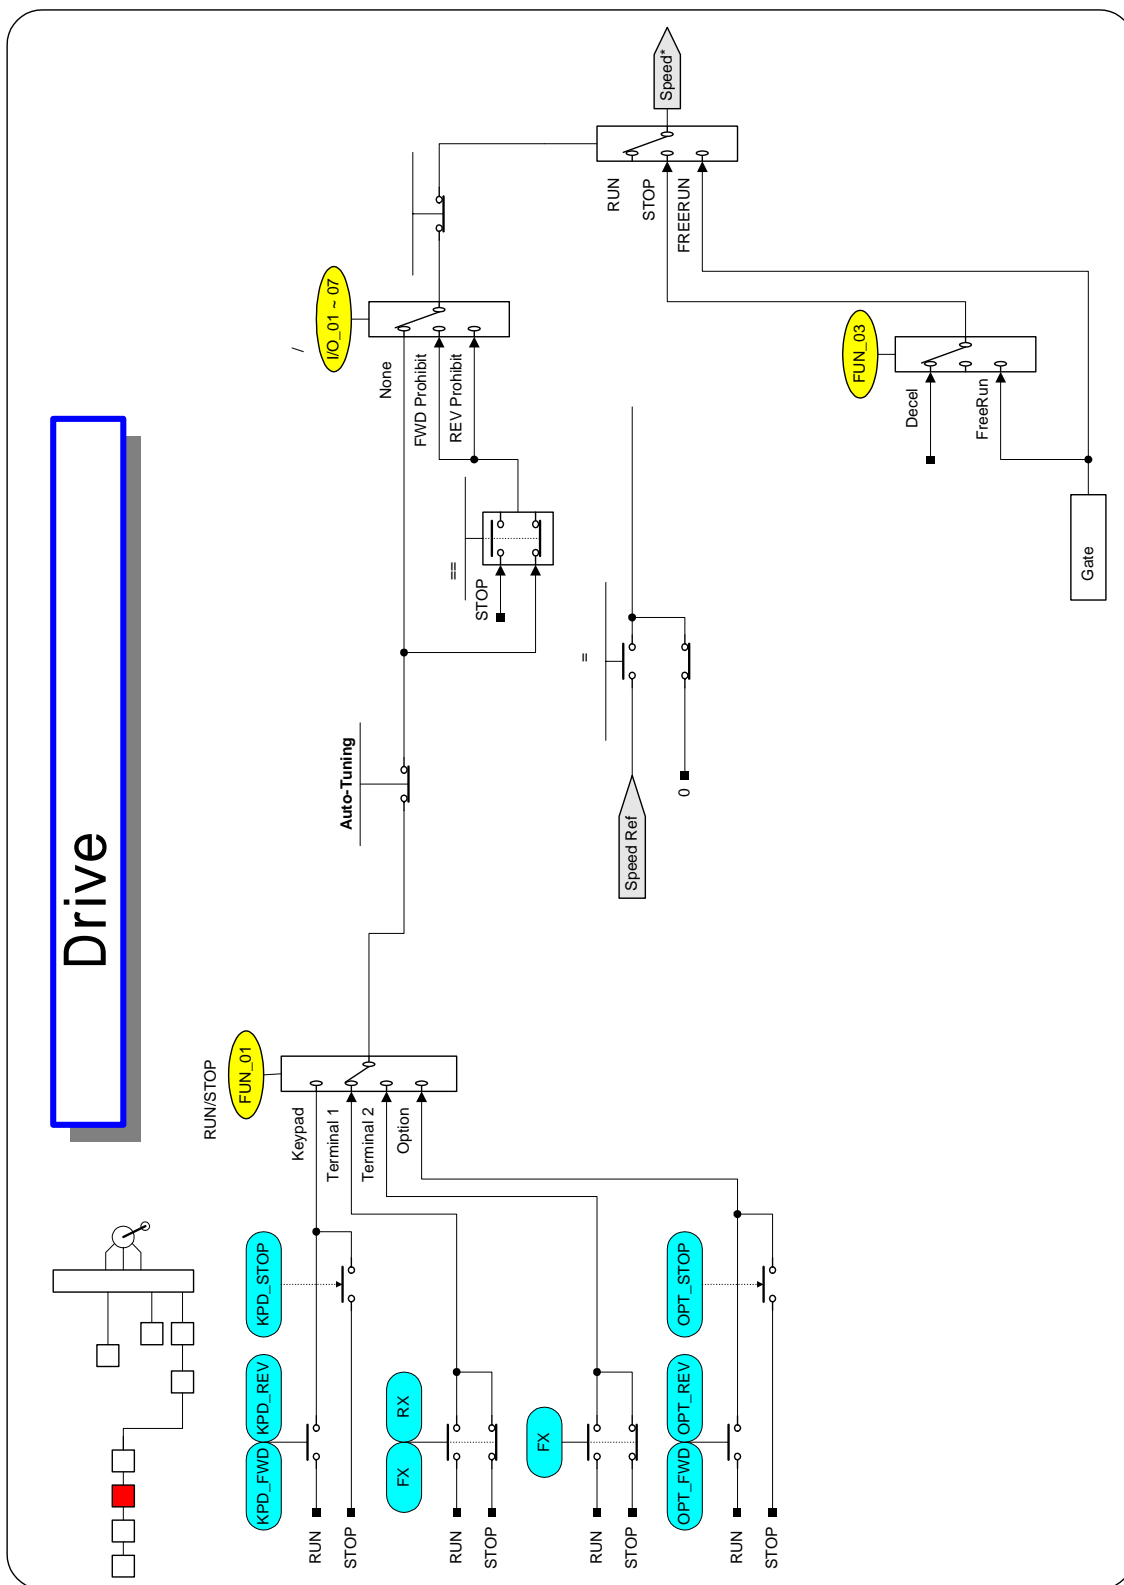 Drive
RUN/STOP
FUN_01
Keypad
Terminal 1
Terminal 2
Option
KPD_FWD
KPD_REV
KPD_STOP
RUN
STOP
FX
RX
RUN
STOP
FX
RUN
STOP
OPT_FWD
OPT_REV
OPT_STOP
RUN
STOP
Auto-Tuning
/
I/O_01 ~ 07
None
FWD Prohibit
REV Prohibit
==
STOP
=
Speed Ref
0
RUN
STOP
FREERUN
Speed*
FUN_03
Decel
FreeRun
Gate